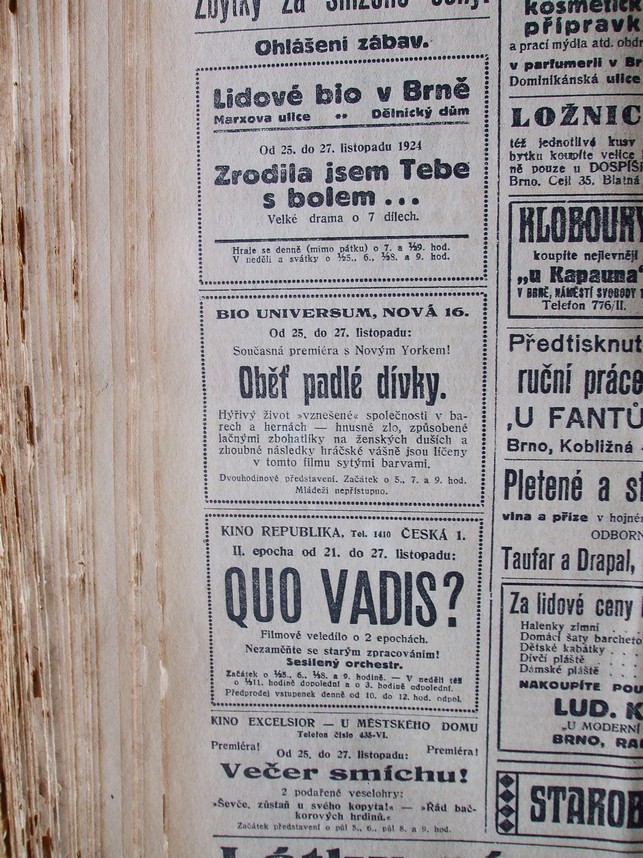 Zbytky za snížené ceny!
Ohlášení zábav.
Lidové bio v Brně
Marxova ulice •• Dělnický dům
Od 25. do 27. listopadu 1924
Zrodila jsem Tebe
s bolem ...
Velké drama o 7 dílech.
Hraje se denně (mimo pátku) o 7. a ½9. hod.
V neděli a svátky o ½5., 6., ½8. a 9. hod.
BIO UNIVERSUM, NOVÁ 16.
Od 25. do 27. listopadu:
Současná premiéra s Novým Yorkem!
Oběť padlé dívky.
Hýřivý život »vznešené« společnosti v ba-
rech a hernách — hnusné zlo, způsobené
lačnými zbohatlíky na ženských duších a
zhoubné následky hráčské vášně jsou líčeny
v tomto filmu sytými barvami.
Dvouhodinové představení. Začátek o 5., 7. a 9. hod.
Mládeži nepřístupno.
KINO REPUBLIKA, Tel. 1410 ČESKÁ 1.
II. epocha od 21. do 27. listopadu:
QUO VADIS?
Filmové veledílo o 2 epochách.
Nezaměňte se starým zpracováním!
Sesílený orchestr.
Začátek o ½5., 6., ½8. a 9. hodině. — V neděli též
o ½11. hodině dopolední a o 3. hodině odpolední.
Předprodej vstupenek denně od 10. do 12. hod. odpol.
KINO EXCELSIOR — U MĚSTSKÉHO DOMU
Telefon číslo 435-VI.
Premiéra! Od 25. do 27. listopadu: Premiéra!
Večer smíchu!
2 podařené veselohry:
»Ševče, zůstaň u svého kopyta!« — »Řád bač-
korových hrdinů.«
Začátek představení o půl 5., 6., půl 8. a 9. hod.
kosmetick
přípravk
a prací mýdla atd. obdr
v parfumerii v Br
Dominikánská ulice
LOŽNIC
též jednotlivé kusy
bytku koupíte velice
ně pouze u DOSPÍŠI
Brno, Cejl 35. Blatná
KLOBOUKY
koupíte nejlevněji
„u Kapauna"
V BRNĚ, NÁMĚSTÍ SVOBODY
Telefon 776/II.
Předtisknut
ruční práce
„U FANTŮ
Brno, Kobližná
Pletené a st
vlna a příze v hojném
ODBORN
Taufar a Drapal,
Za lidové ceny
Halenky zimní . .
Domácí šaty barcheto
Dětské kabátky . .
Dívčí pláště . .
Dámské pláště . .
NAKOUPÍTE POU
LUD. K
„U MODERNÍ
BRNO, RA
STAROB